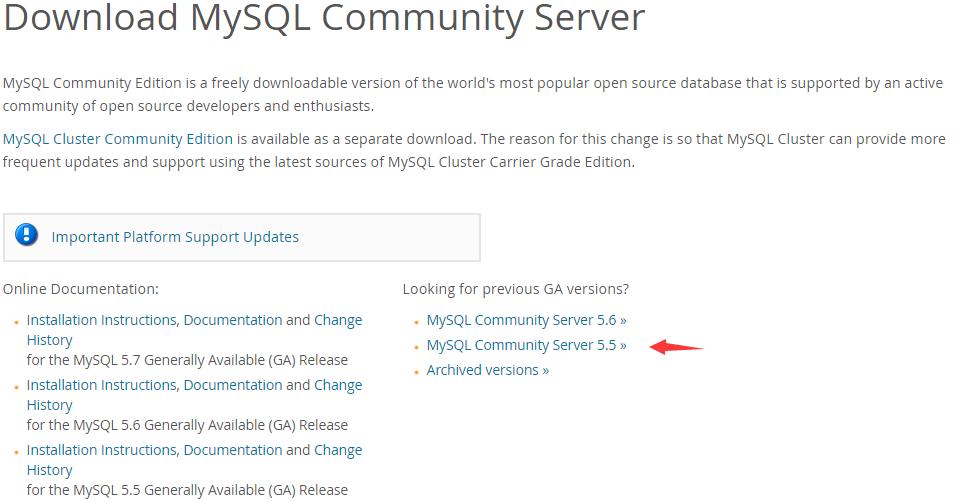 Download MySQL Community Server
MySQL Community Edition is a freely downloadable version of the world's most popular open source database that is supported by an active
community of open source developers and enthusiasts.
MySQL Cluster Community Edition is available as a separate download. The reason for this change is so that MySQL Cluster can provide more
frequent updates and support using the latest sources of MySQL Cluster Carrier Grade Edition.
Important Platform Support Updates
Online Documentation:
Installation Instructions, Documentation and Change
History
for the MySQL 5.7 Generally Available (GA) Release
Installation Instructions, Documentation and Change
History
for the MySQL 5.6 Generally Available (GA) Release
Installation Instructions, Documentation and Change
History
for the MySQL 5.5 Generally Available (GA) Release
Looking for previous GA versions?
MySQL Community Server 5.6 »
MySQL Community Server 5.5 »
Archived versions »